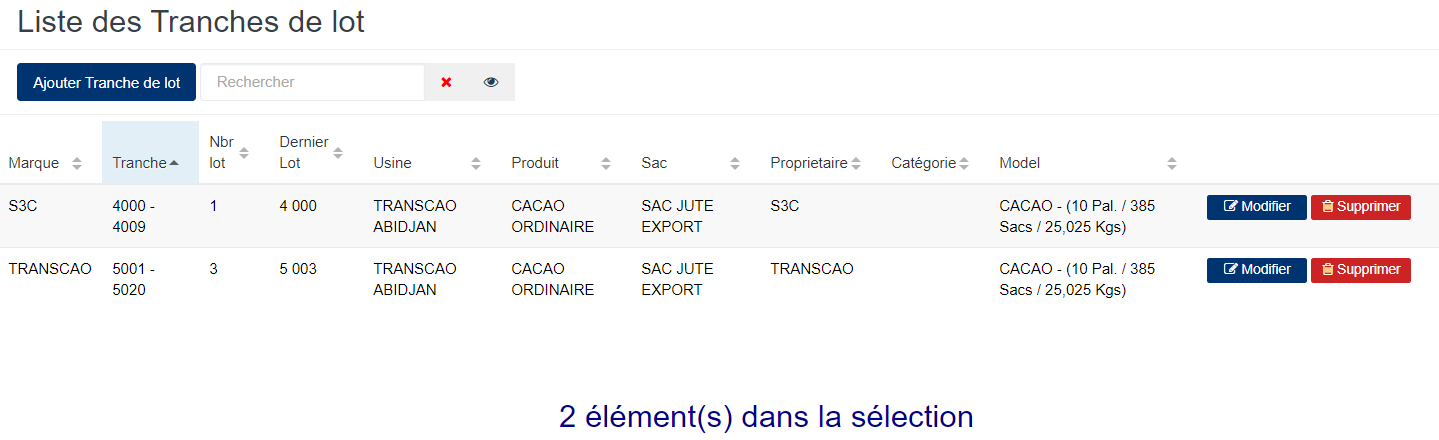 Liste des Tranches de lot
Ajouter Tranche de lot Rechercher
Marque Tranche Nbr lot Dernier Lot Usine Produit Sac Proprietaire Catégorie Model
S3C 4000 - 1 4 000 TRANSCAO CACAO SAC JUTE S3C CACAO - (10 Pal. / 385 Modifier Supprimer
4009 ABIDJAN ORDINAIRE EXPORT Sacs / 25,025 Kgs)
TRANSCAO 5001 - 3 5 003 TRANSCAO CACAO SAC JUTE TRANSCAO CACAO - (10 Pal. / 385 Modifier Supprimer
5020 ABIDJAN ORDINAIRE EXPORT Sacs / 25,025 Kgs)
2 élément(s) dans la sélection